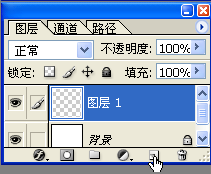 图层 通道 路径
正常 不透明度: 100%
锁定: 填充: 100%
图层 1
背景